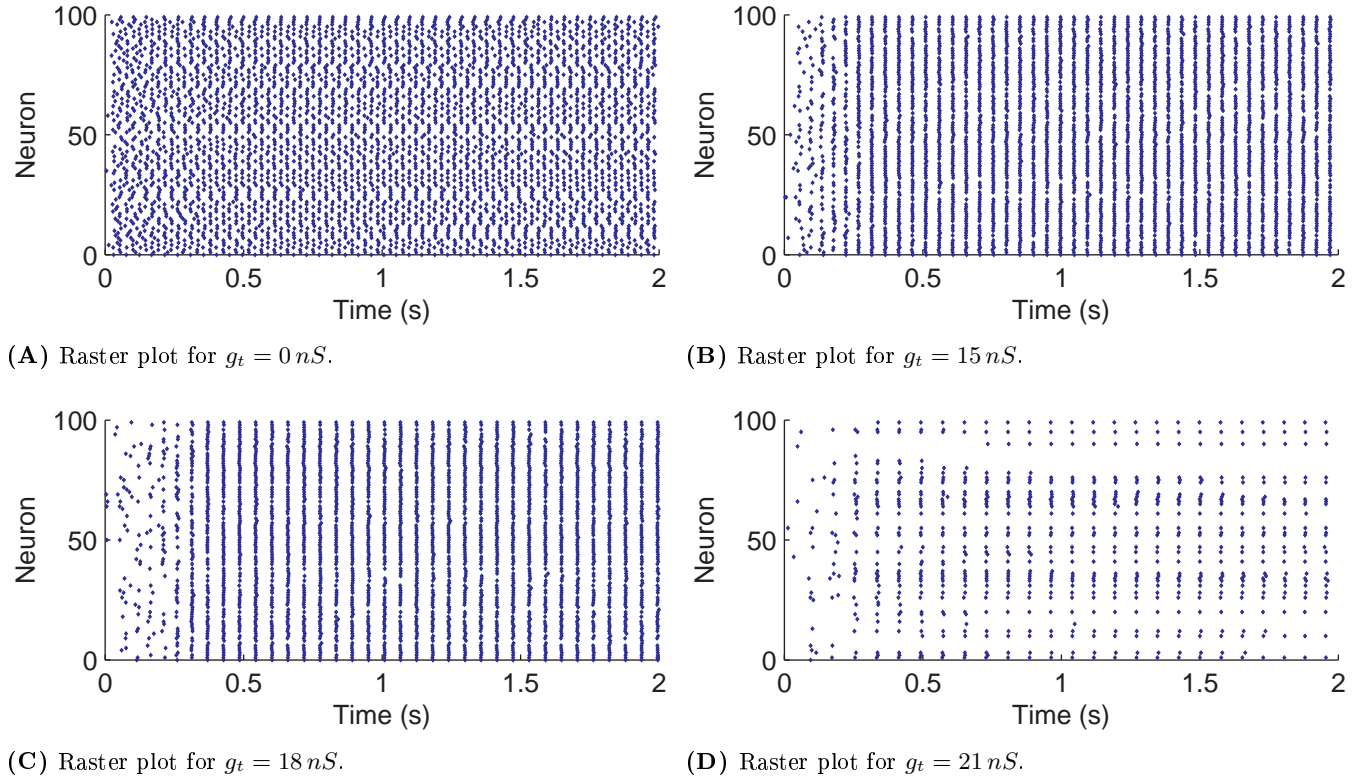 100
50
0
Neuron
0 0.5 1 1.5 2
Time (s)
(A) Raster plot for g_t = 0 nS.
100
50
0
Neuron
0 0.5 1 1.5 2
Time (s)
(B) Raster plot for g_t = 15 nS.
100
50
0
Neuron
0 0.5 1 1.5 2
Time (s)
(C) Raster plot for g_t = 18 nS.
100
50
0
Neuron
0 0.5 1 1.5 2
Time (s)
(D) Raster plot for g_t = 21 nS.